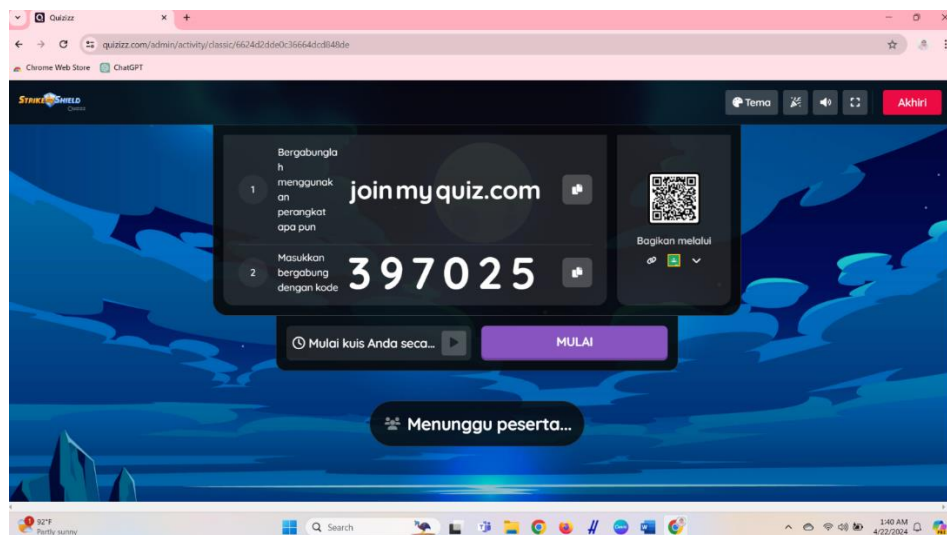 Quizizz
quizizz.com/admin/activity/classic/6624d2dde0c36664dcd848de
Chrome Web Store ChatGPT
STRIKE SHIELD
Tema
Akhiri
1
Bergabungla
h
menggunak
an
perangkat
apa pun
joinmyquiz.com
2
Masukkan
bergabung
dengan kode
397025
Bagikan melalui
Mulai kuis Anda seca...
MULAI
Menunggu peserta...
92°F
Partly sunny
Search
1:40 AM
4/22/2024